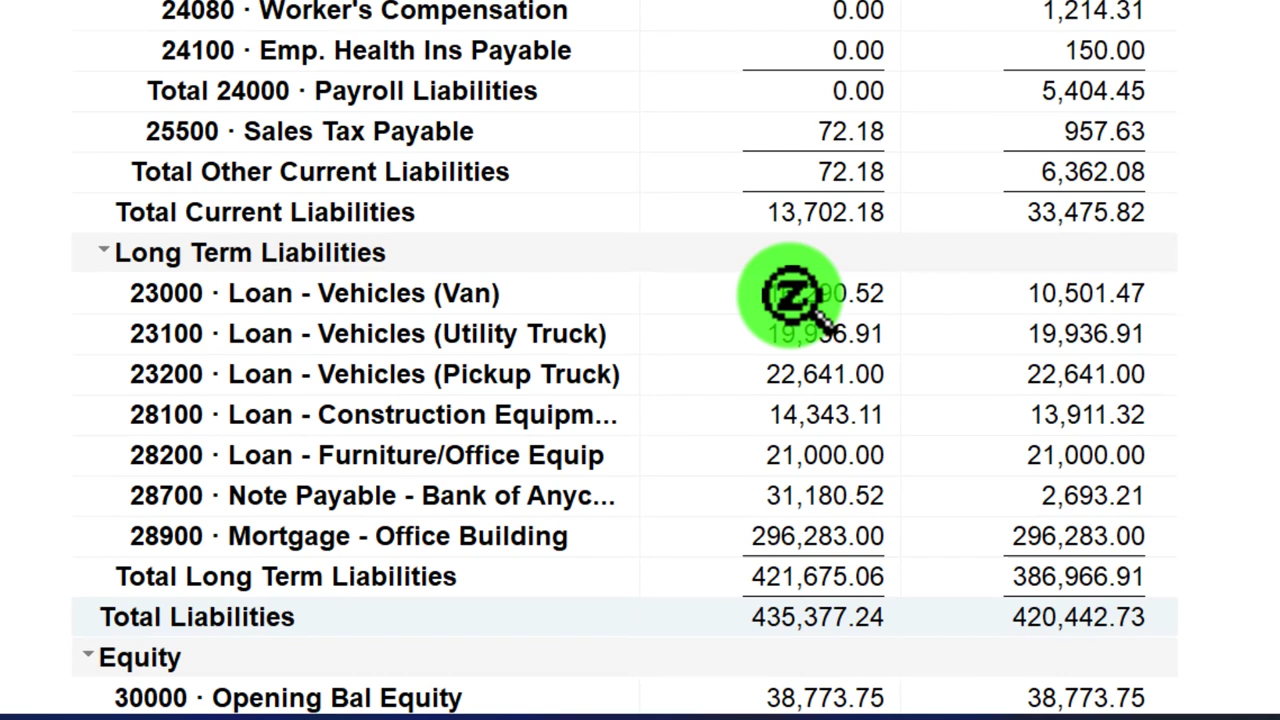 24080 · Worker's Compensation 0.00 1,214.31
24100 · Emp. Health Ins Payable 0.00 150.00
Total 24000 · Payroll Liabilities 0.00 5,404.45
25500 · Sales Tax Payable 72.18 957.63
Total Other Current Liabilities 72.18 6,362.08
Total Current Liabilities 13,702.18 33,475.82
Long Term Liabilities
23000 · Loan - Vehicles (Van) 10,501.47
23100 · Loan - Vehicles (Utility Truck) 19,936.91 19,936.91
23200 · Loan - Vehicles (Pickup Truck) 22,641.00 22,641.00
28100 · Loan - Construction Equipm... 14,343.11 13,911.32
28200 · Loan - Furniture/Office Equip 21,000.00 21,000.00
28700 · Note Payable - Bank of Anyc... 31,180.52 2,693.21
28900 · Mortgage - Office Building 296,283.00 296,283.00
Total Long Term Liabilities 421,675.06 386,966.91
Total Liabilities 435,377.24 420,442.73
Equity
30000 · Opening Bal Equity 38,773.75 38,773.75